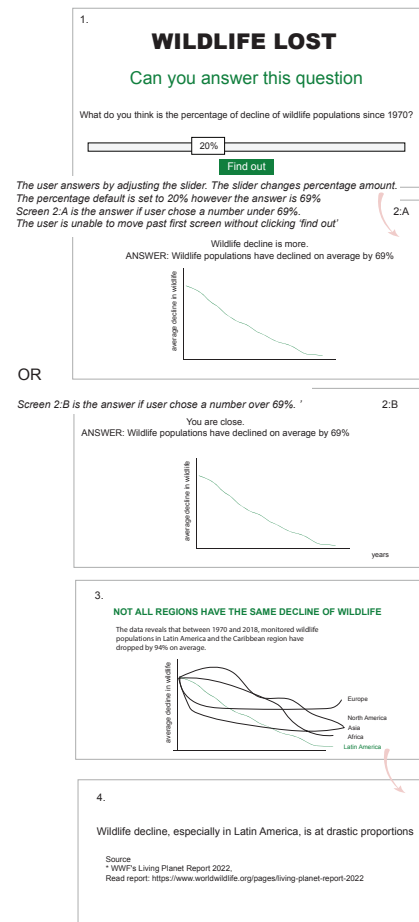 1.
WILDLIFE LOST
Can you answer this question
What do you think is the percentage of decline of wildlife populations since 1970?
20%
Find out
The user answers by adjusting the slider. The slider changes percentage amount.
The percentage default is set to 20% however the answer is 69%
Screen 2:A is the answer if user chose a number under 69%.
The user is unable to move past first screen without clicking 'find out'
2:A
Wildlife decline is more.
ANSWER: Wildlife populations have declined on average by 69%
average decline in wildlife
OR
Screen 2:B is the answer if user chose a number over 69%. '
2:B
You are close.
ANSWER: Wildlife populations have declined on average by 69%
average decline in wildlife
years
3.
NOT ALL REGIONS HAVE THE SAME DECLINE OF WILDLIFE
The data reveals that between 1970 and 2018, monitored wildlife
populations in Latin America and the Caribbean region have
dropped by 94% on average.
average decline in wildlife
Europe
North America
Asia
Africa
Latin America
4.
Wildlife decline, especially in Latin America, is at drastic proportions
Source
* WWF's Living Planet Report 2022,
Read report: https://www.worldwildlife.org/pages/living-planet-report-2022